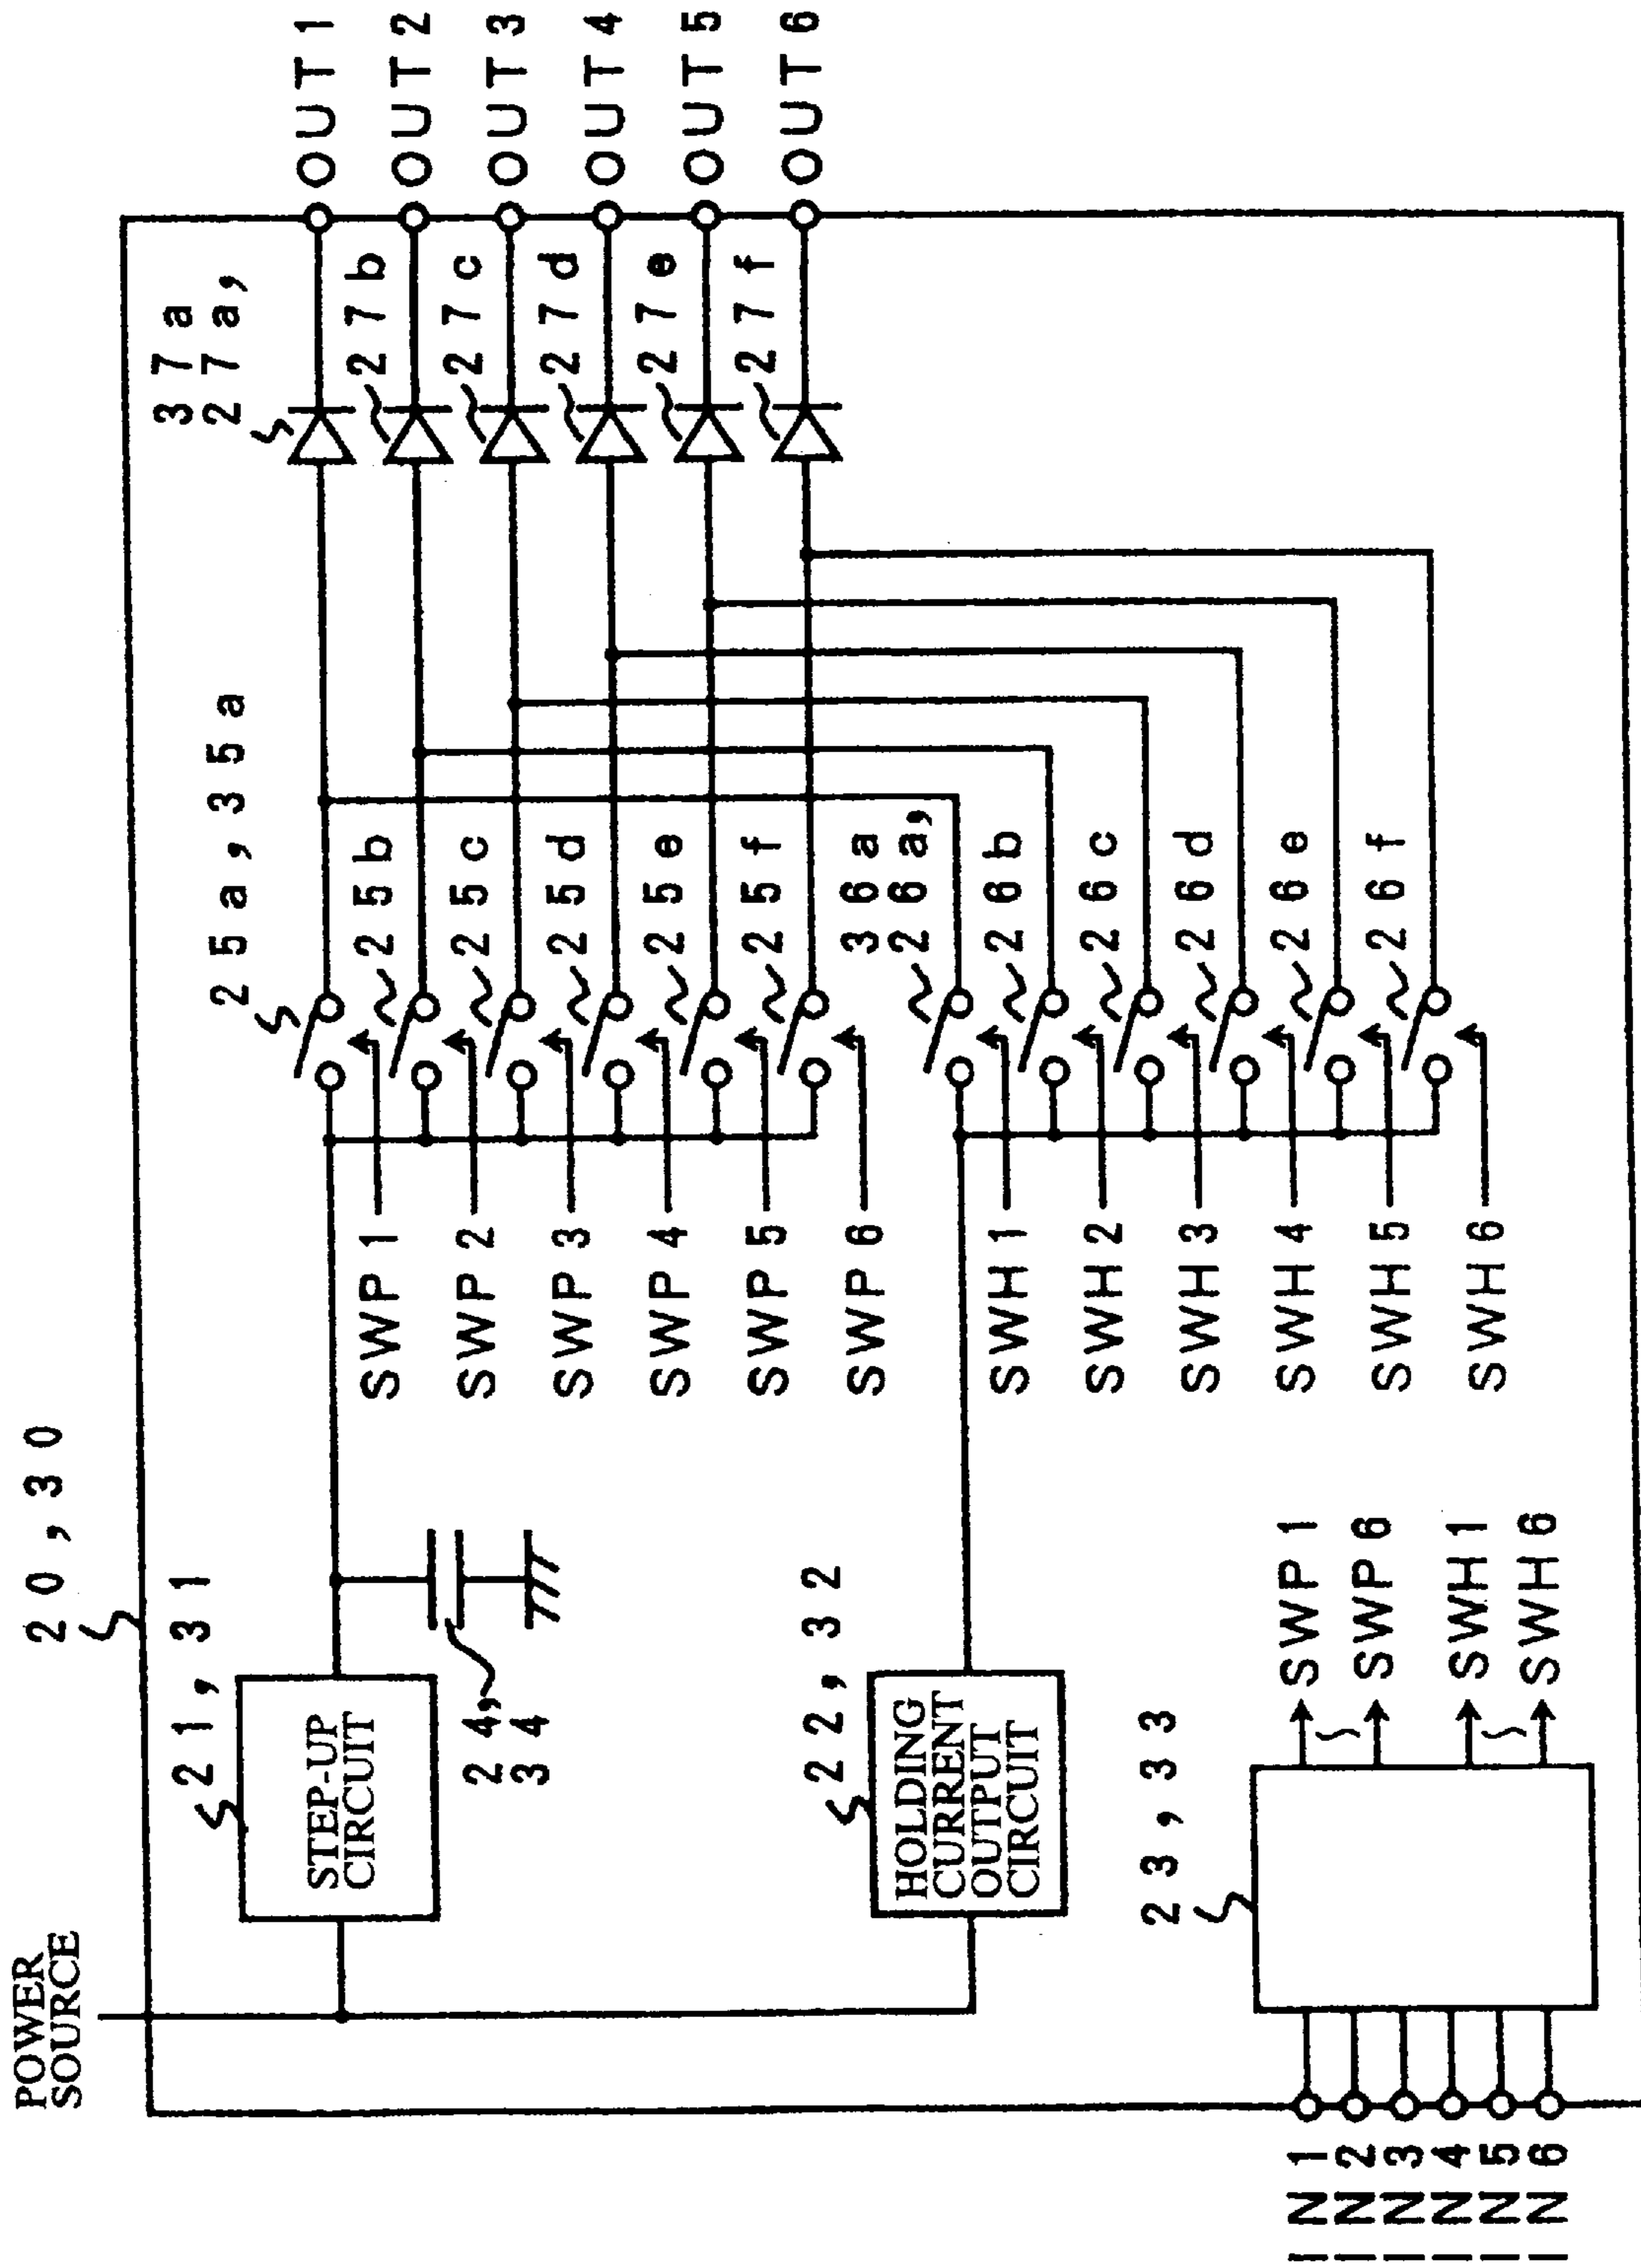 POWER
SOURCE
20,30
21,31
STEP-UP
CIRCUIT
24,
34
22,32
HOLDING
CURRENT
OUTPUT
CIRCUIT
23,33
IN1
IN2
IN3
IN4
IN5
IN6
SWP1
SWP6
SWH1
SWH6
25a,35a
25b
25c
25d
25e
25f
SWP1
SWP2
SWP3
SWP4
SWP5
SWP6
36a
26a,
26b
26c
26d
26e
26f
SWH1
SWH2
SWH3
SWH4
SWH5
SWH6
37a
27a,
27b
27c
27d
27e
27f
OUT1
OUT2
OUT3
OUT4
OUT5
OUT6